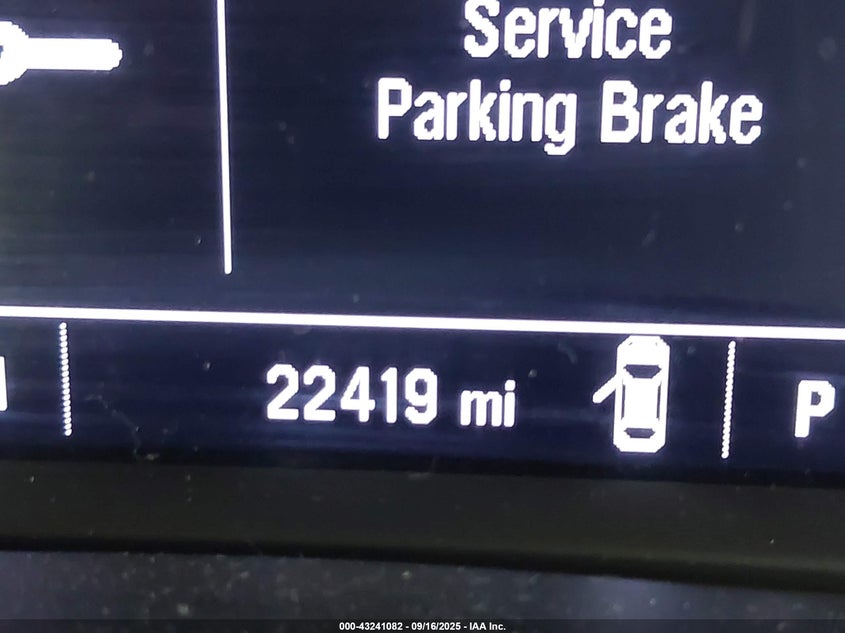 Service
Parking Brake
22419 mi
P
000-43241082 - 09/16/2025 - IAA Inc.